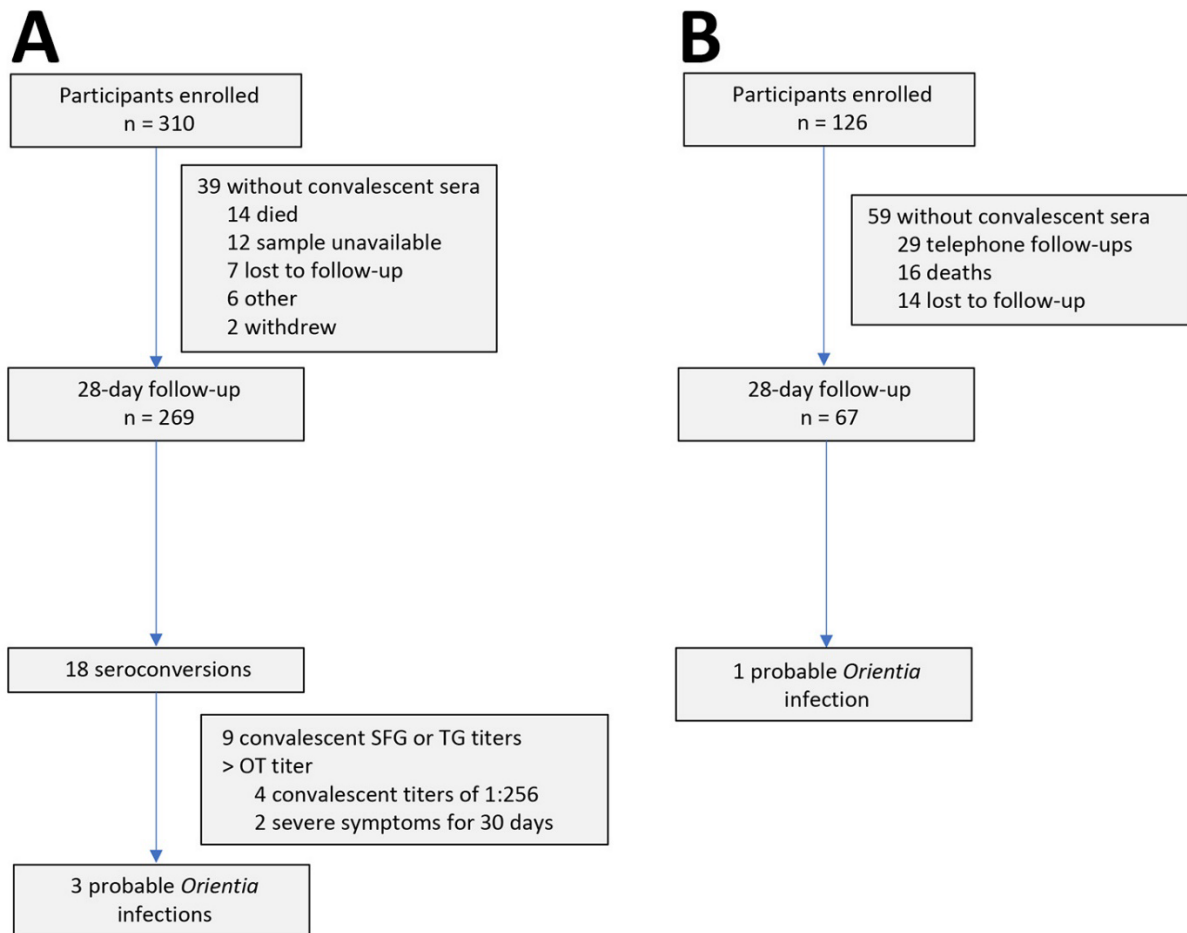 A
Participants enrolled
n = 310
39 without convalescent sera
14 died
12 sample unavailable
7 lost to follow-up
6 other
2 withdrew
28-day follow-up
n = 269
18 seroconversions
9 convalescent SFG or TG titers
> OT titer
4 convalescent titers of 1:256
2 severe symptoms for 30 days
3 probable Orientia
infections
B
Participants enrolled
n = 126
59 without convalescent sera
29 telephone follow-ups
16 deaths
14 lost to follow-up
28-day follow-up
n = 67
1 probable Orientia
infection